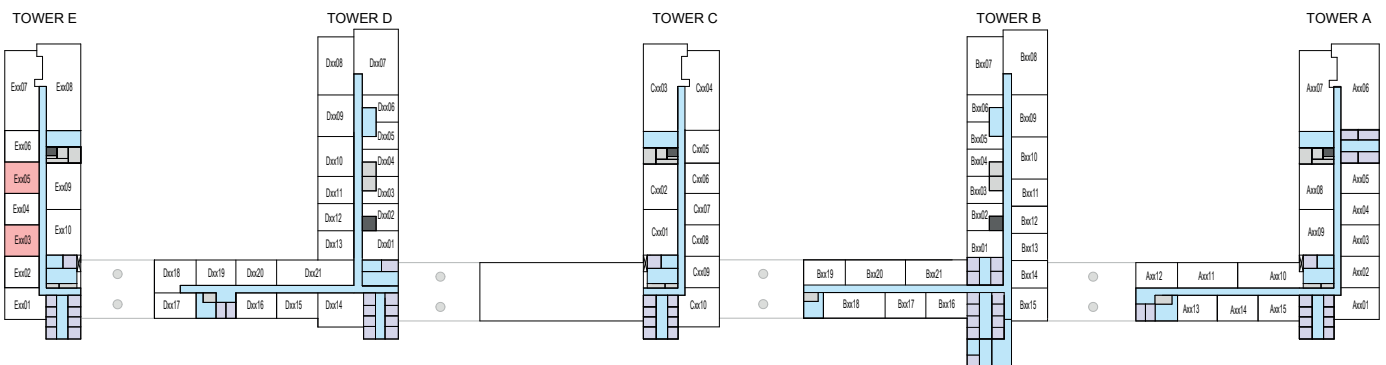 TOWER E
TOWER D
TOWER C
TOWER B
TOWER A
Exx07
Exx08
Exx06
Exx05
Exx09
Exx04
Exx03
Exx10
Exx02
Exx01
Dxx08
Dxx07
Dxx09
Dxx06
Dxx05
Dxx10
Dxx04
Dxx11
Dxx03
Dxx12
Dxx02
Dxx13
Dxx01
Dxx18
Dxx19
Dxx20
Dxx21
Dxx17
Dxx16
Dxx15
Dxx14
Cxx03
Cxx04
Cxx05
Cxx02
Cxx06
Cxx07
Cxx01
Cxx08
Cxx09
Cxx10
Bxx07
Bxx08
Bxx06
Bxx09
Bxx05
Bxx04
Bxx10
Bxx03
Bxx11
Bxx02
Bxx12
Bxx01
Bxx13
Bxx19
Bxx20
Bxx21
Bxx14
Bxx18
Bxx17
Bxx16
Bxx15
Axx07
Axx06
Axx08
Axx05
Axx04
Axx09
Axx03
Axx12
Axx11
Axx10
Axx02
Axx13
Axx14
Axx15
Axx01